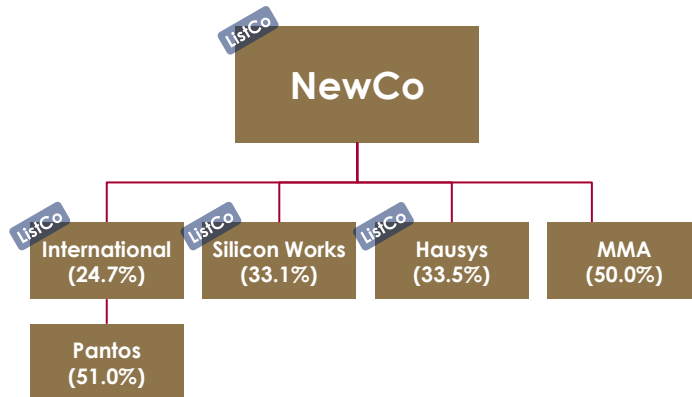 ListCo
NewCo
ListCo
International
(24.7%)
ListCo
Silicon Works
(33.1%)
ListCo
Hausys
(33.5%)
MMA
(50.0%)
Pantos
(51.0%)